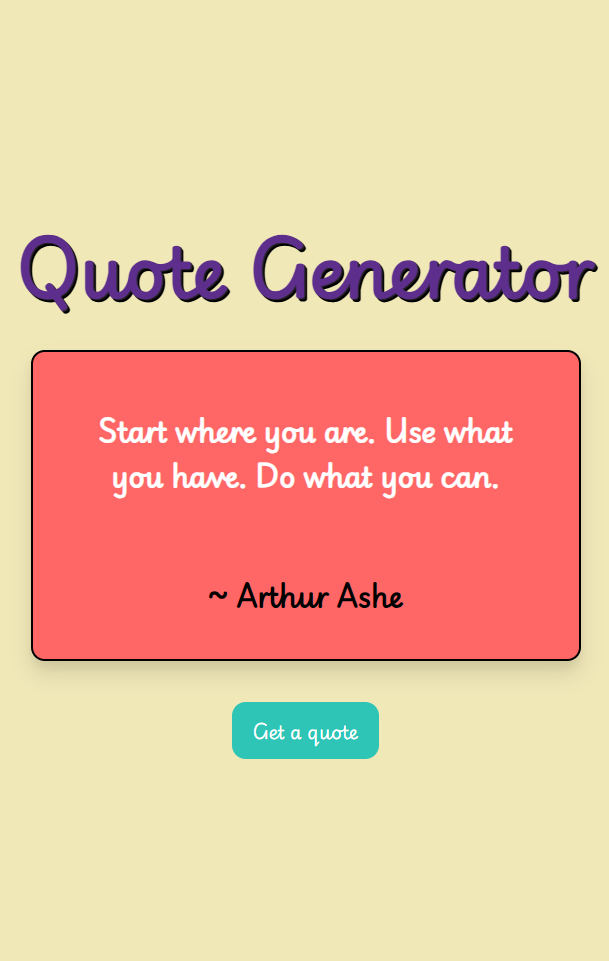 Quote Generator
Start where you are. Use what
you have. Do what you can.
~ Arthur Ashe
Get a quote